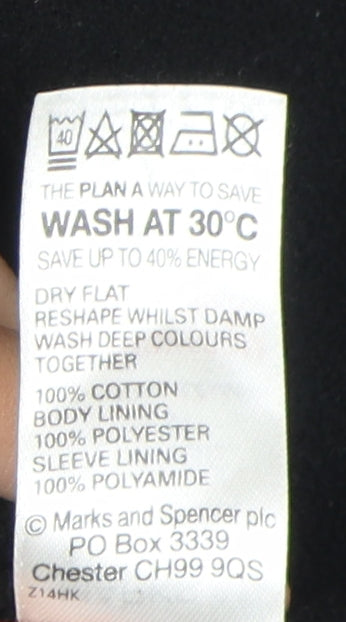 40
THE PLAN A WAY TO SAVE
WASH AT 30°C
SAVE UP TO 40% ENERGY
DRY FLAT
RESHAPE WHILST DAMP
WASH DEEP COLOURS
TOGETHER
100% COTTON
BODY LINING
100% POLYESTER
SLEEVE LINING
100% POLYAMIDE
© Marks and Spencer plc
PO Box 3339
Chester CH99 9QS
Z14HK